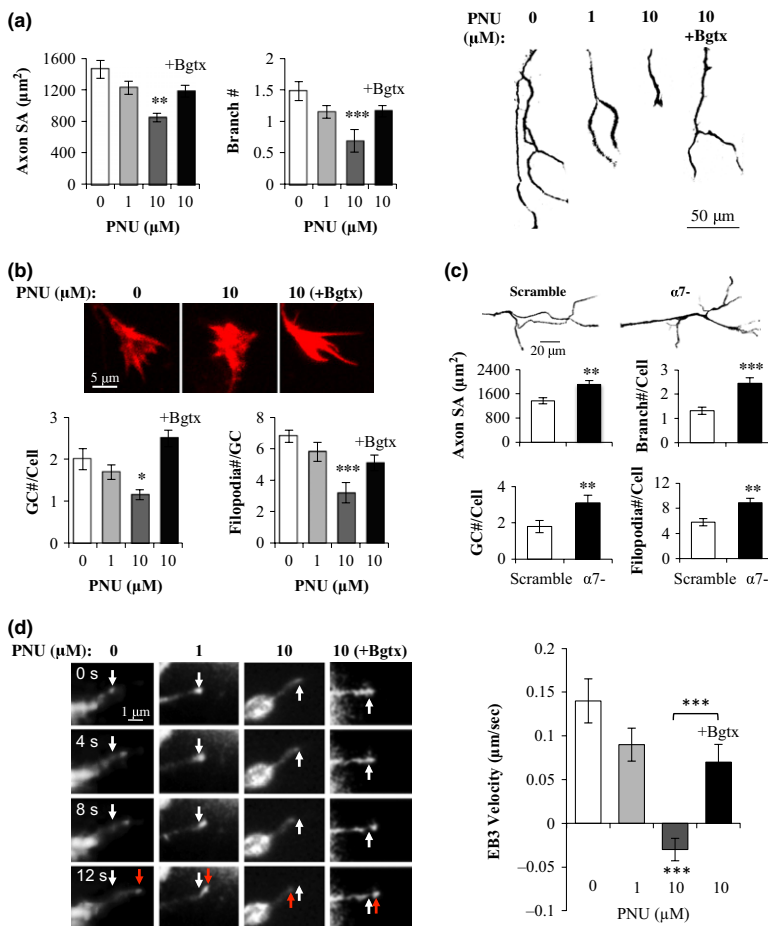 (a)
1600
1200
800
400
0
Axon SA (µm²)
**
+Bgtx
0 1 10 10
PNU (µM)
2
1.5
1
0.5
0
Branch #
***
+Bgtx
0 1 10 10
PNU (µM)
PNU (µM): 0 1 10 10 +Bgtx
50 µm
(b)
PNU (µM): 0 10 10 (+Bgtx)
5 µm
3
2
1
0
GC#/Cell
*
+Bgtx
0 1 10 10
PNU (µM)
8
6
4
2
0
Filopodia#/GC
***
+Bgtx
0 1 10 10
PNU (µM)
(c)
Scramble
α7-
20 µm
2400
1600
800
0
Axon SA (µm²)
**
3
2
1
0
Branch#/Cell
***
4
2
0
GC#/Cell
**
Scramble α7-
12
8
4
0
Filopodia#/Cell
**
Scramble α7-
(d)
PNU (µM): 0 1 10 10 (+Bgtx)
0 s
1 µm
4 s
8 s
12 s
0.2
0.15
0.1
0.05
0
−0.05
−0.1
EB3 Velocity (µm/sec)
***
+Bgtx
***
0 1 10 10
PNU (µM)